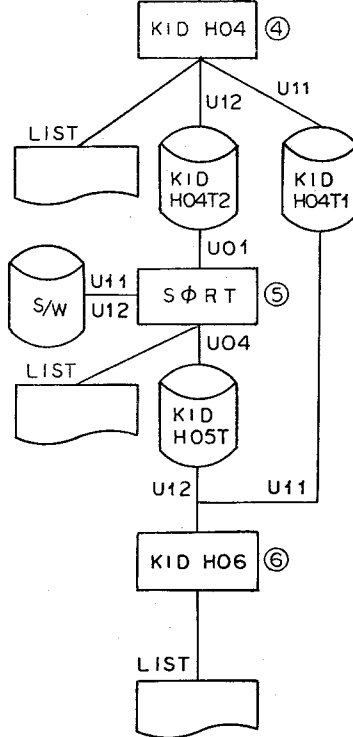 KID H04 ④
U12 U11
LIST
KID
H04T2
KID
H04T1
U01
S/W
U11
U12
SΦRT ⑤
U04
LIST
KID
H05T
U12 U11
KID H06 ⑥
LIST